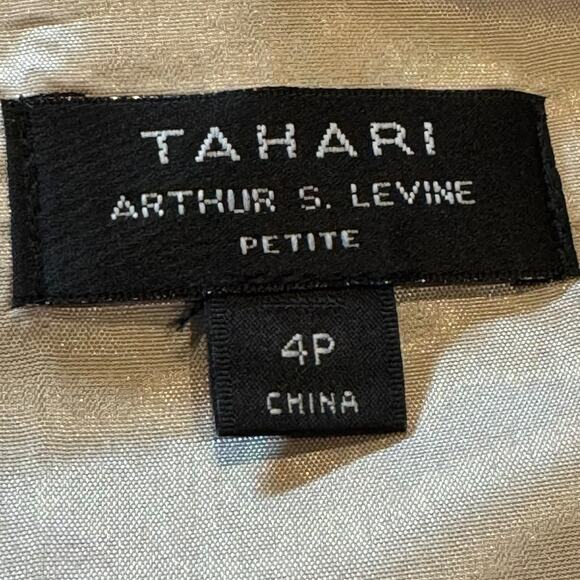 TAHARI
ARTHUR S. LEVINE
PETITE
4P
CHINA